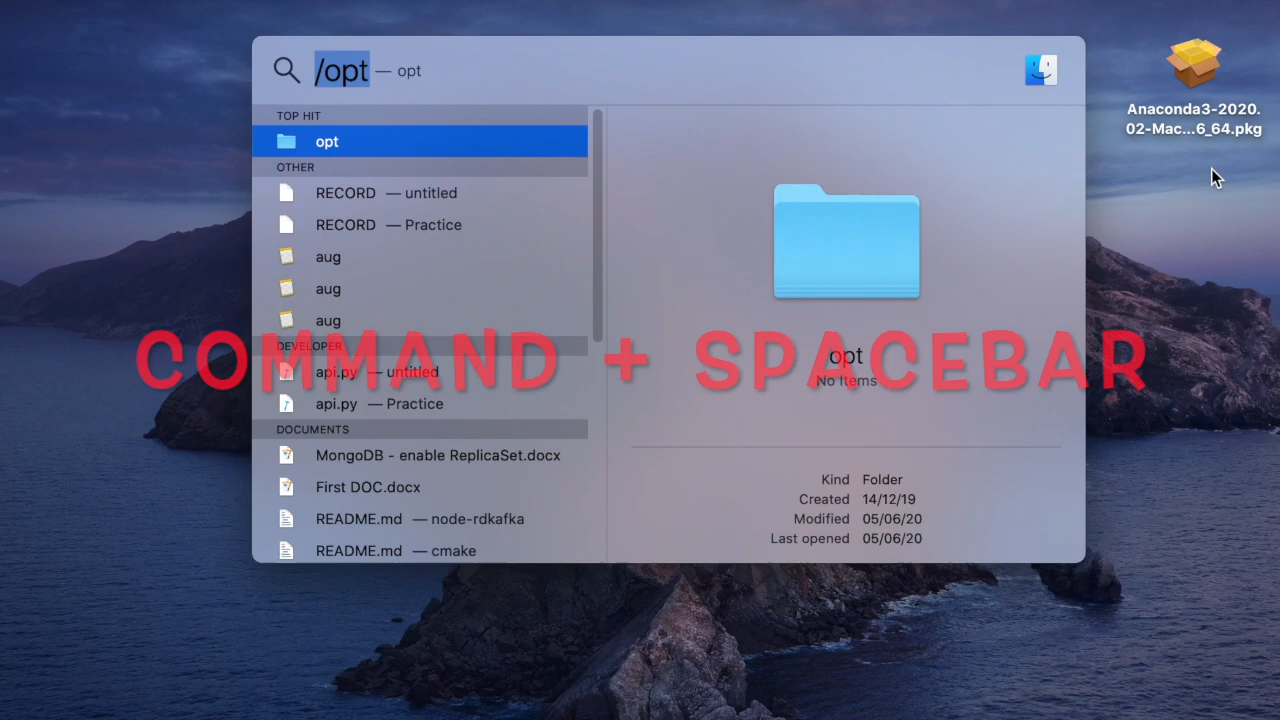 /opt — opt
TOP HIT
opt
OTHER
RECORD — untitled
RECORD — Practice
aug
aug
aug
DEVELOPER
api.py — untitled
api.py — Practice
DOCUMENTS
MongoDB - enable ReplicaSet.docx
First DOC.docx
README.md — node-rdkafka
README.md — cmake
opt
No Items
Kind Folder
Created 14/12/19
Modified 05/06/20
Last opened 05/06/20
COMMAND + SPACEBAR
Anaconda3-2020.
02-Mac...6_64.pkg